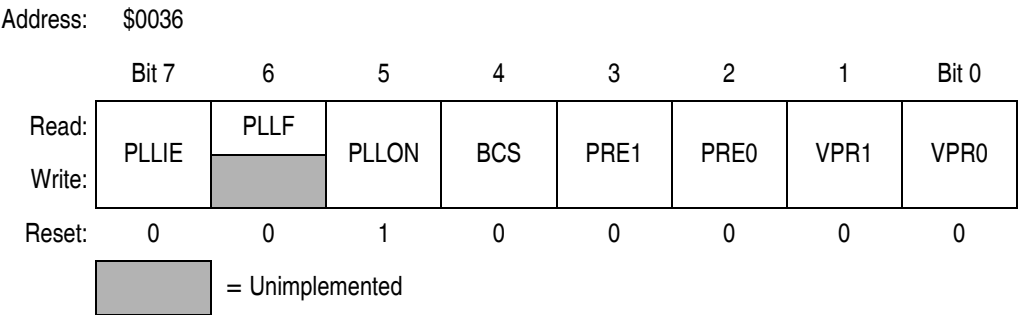 Address: $0036
Bit 7 6 5 4 3 2 1 Bit 0
Read: PLLIE PLLF PLLON BCS PRE1 PRE0 VPR1 VPR0
Write:
Reset: 0 0 1 0 0 0 0 0
= Unimplemented